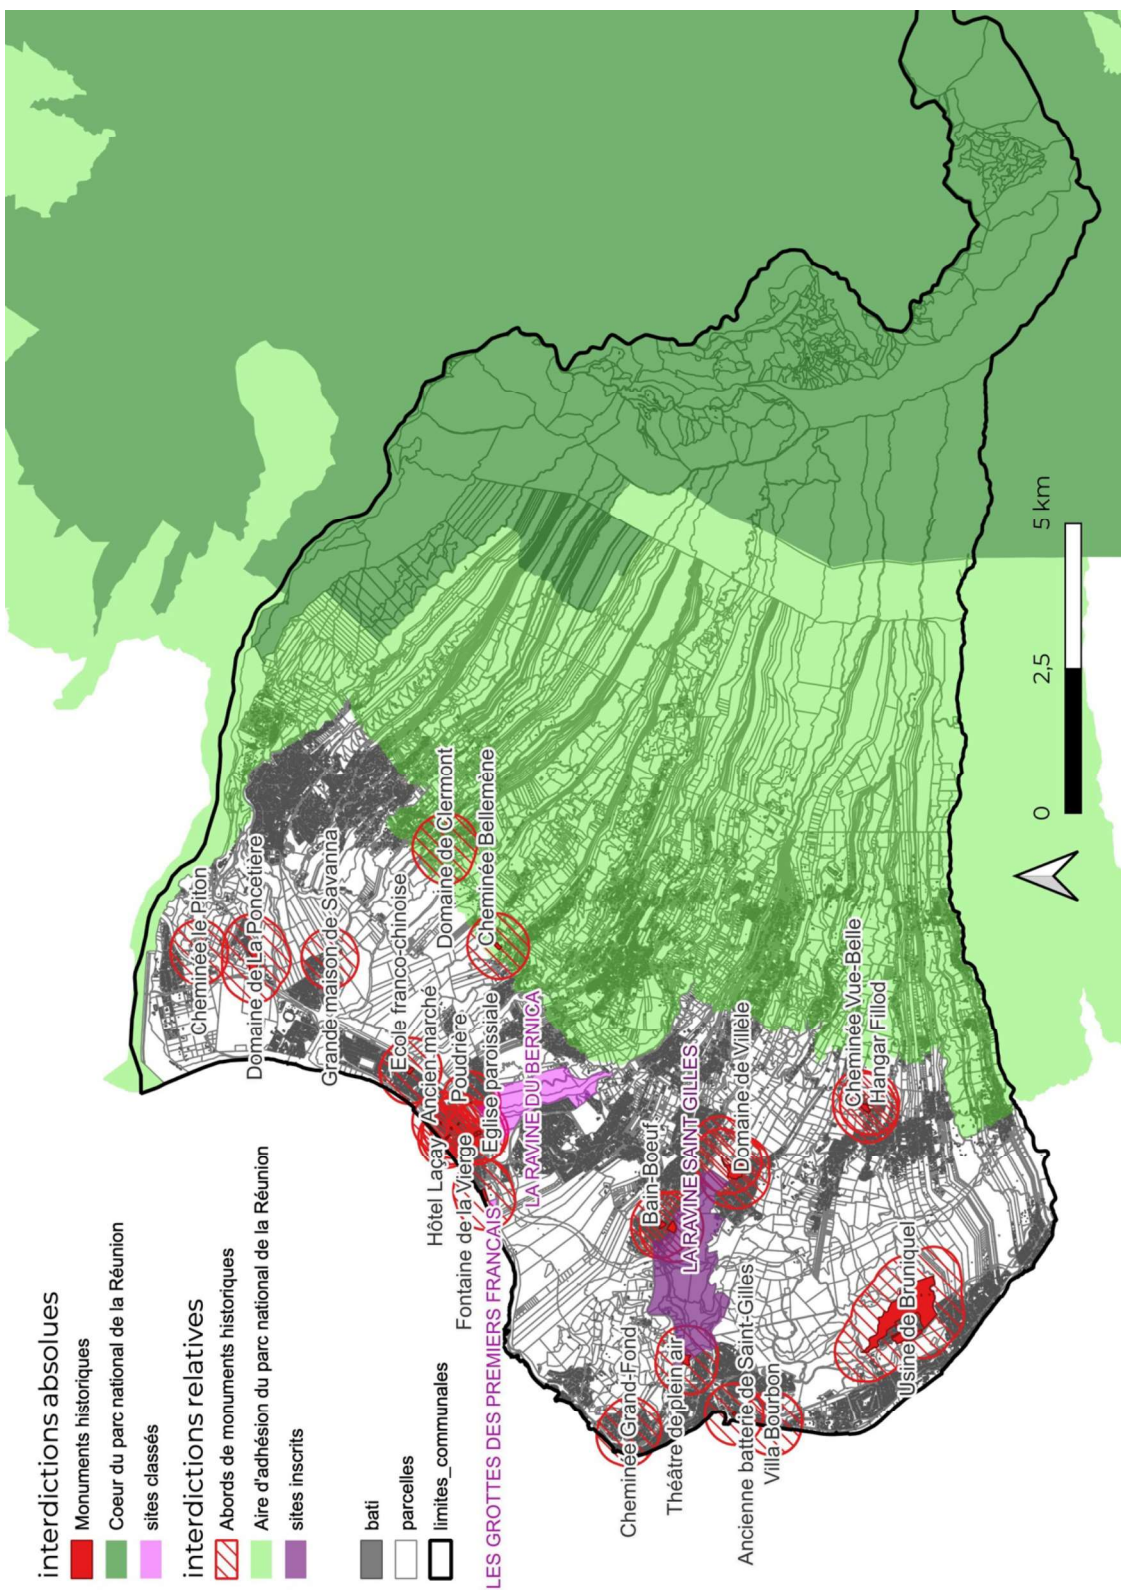 interdictions absolues
Monuments historiques
Coeur du parc national de la Réunion
sites classés
interdictions relatives
Abords de monuments historiques
Aire d'adhésion du parc national de la Réunion
sites inscrits
bati
parcelles
limites_communales
LES GROTTES DES PREMIERS FRANCAIS
Cheminée le Piton
Domaine de La Poncetière
Grande maison de Savanna
Ecole franco-chinoise
Domaine de Clermont
Cheminée Bellemène
Ancien marché
Poudrière
Hôtel Laçay
Eglise paroissiale
Fontaine de la Vierge
LA RAVINE DU BERNICA
Bain-Boeuf
LA RAVINE SAINT GILLES
Domaine de Villèle
Cheminée Grand-Fond
Théâtre de plein air
Ancienne batterie de Saint-Gilles
Villa Bourbon
Cheminée Vue-Belle
Hangar Fillod
Usine de Bruniquel
0
2,5
5 km